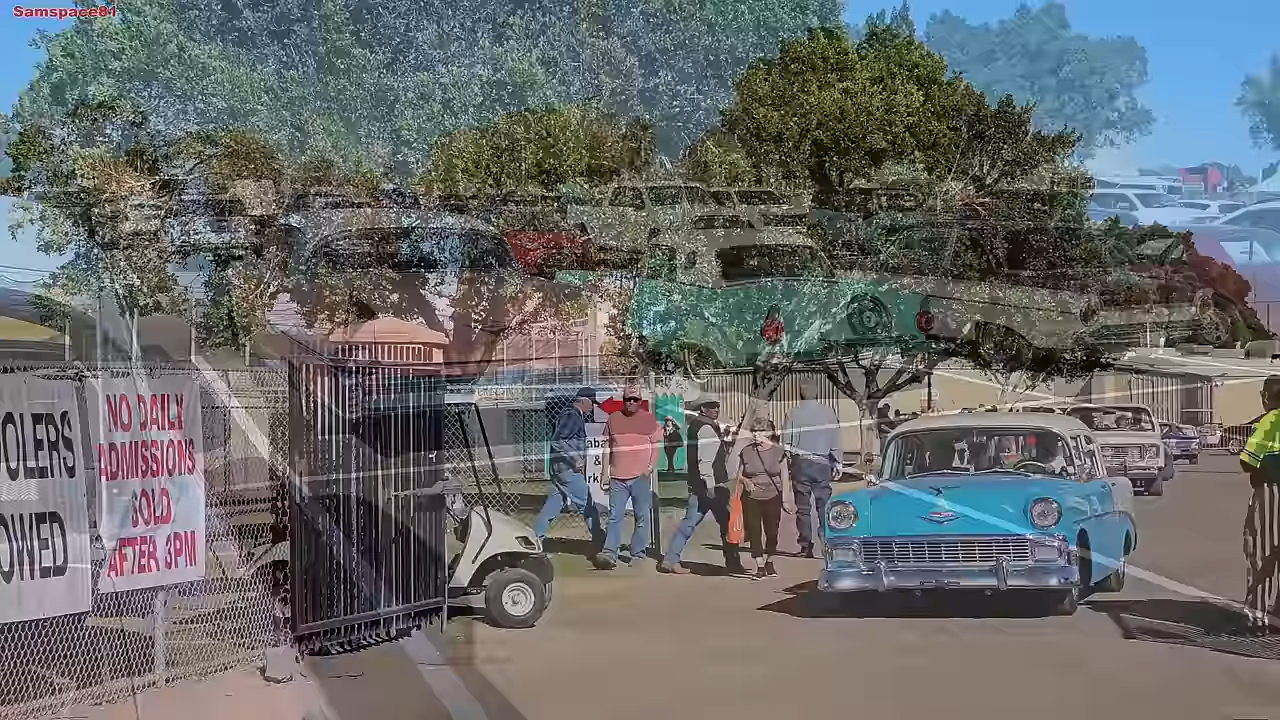 Samspace81
OLERS
OWED
NO DAILY
ADMISSIONS
SOLD
AFTER 3PM